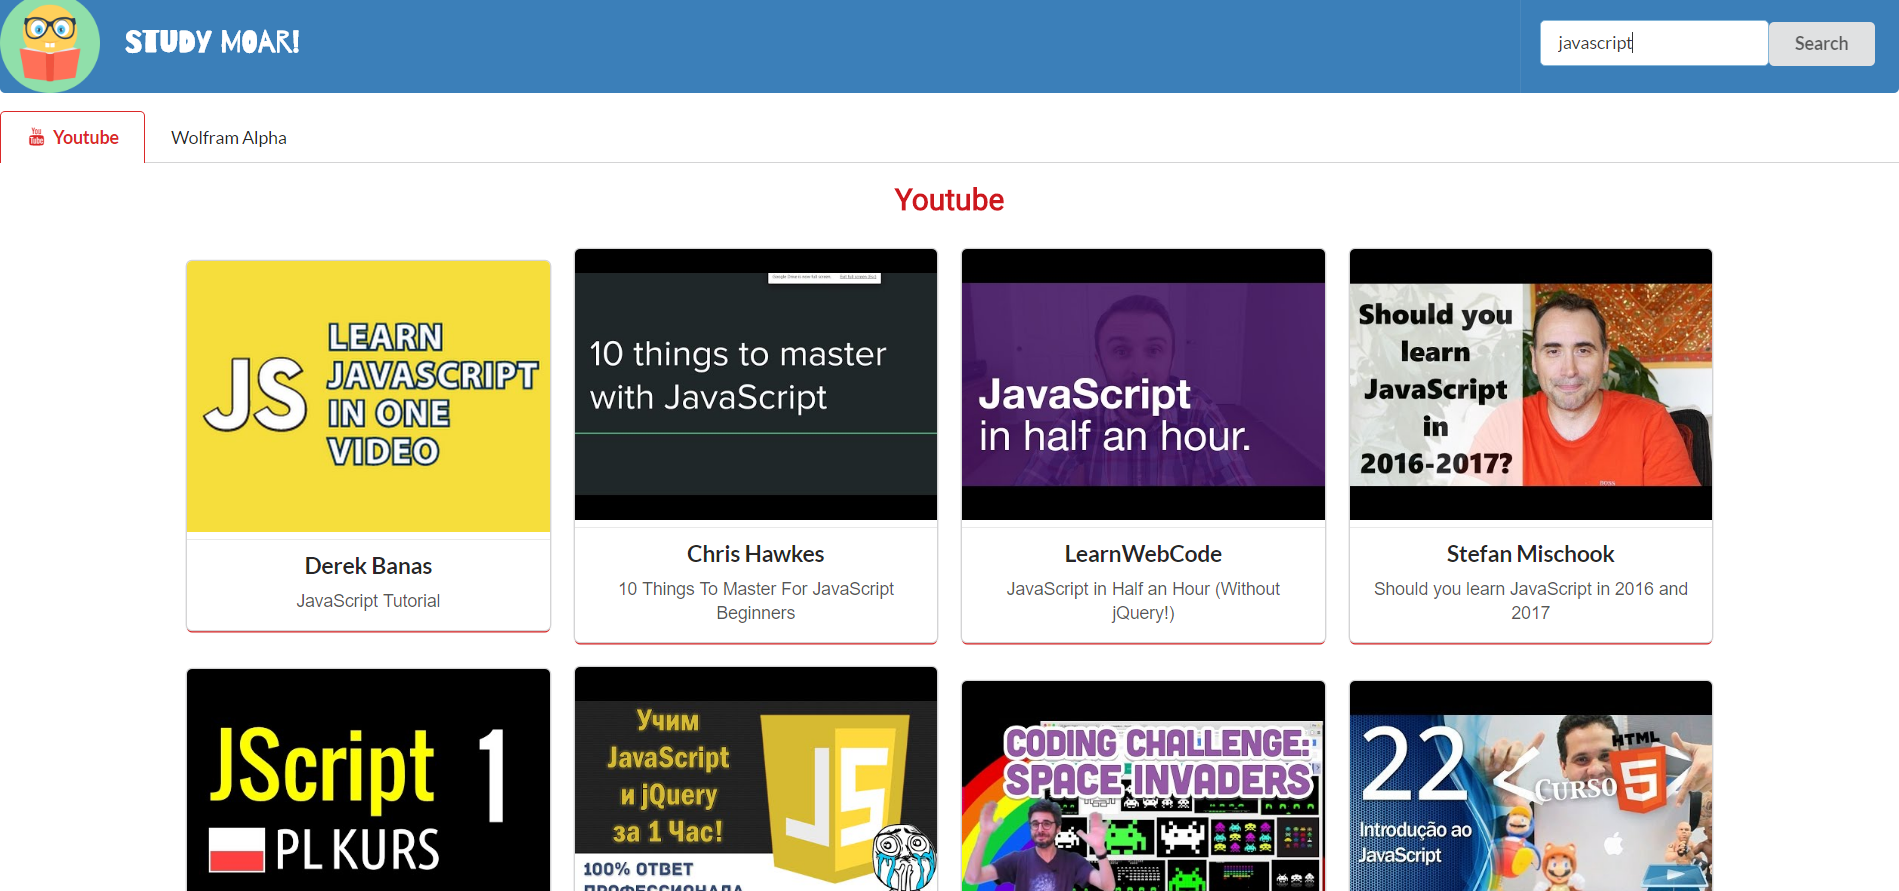 STUDY MOAR!
javascript
Search
You
Tube
Youtube
Wolfram Alpha
Youtube
JS
LEARN
JAVASCRIPT
IN ONE
VIDEO
Derek Banas
JavaScript Tutorial
10 things to master
with JavaScript
Chris Hawkes
10 Things To Master For JavaScript
Beginners
JavaScript
in half an hour.
LearnWebCode
JavaScript in Half an Hour (Without
jQuery!)
Should you
learn
JavaScript
in
2016-2017?
Stefan Mischook
Should you learn JavaScript in 2016 and
2017
JScript 1
PL KURS
Учим
JavaScript
и jQuery
за 1 Час!
JS
100% ОТВЕТ
ПРОФЕССИОНАЛА
CODING CHALLENGE:
SPACE INVADERS
22
Introdução ao
JavaScript
HTML
5
CURSO